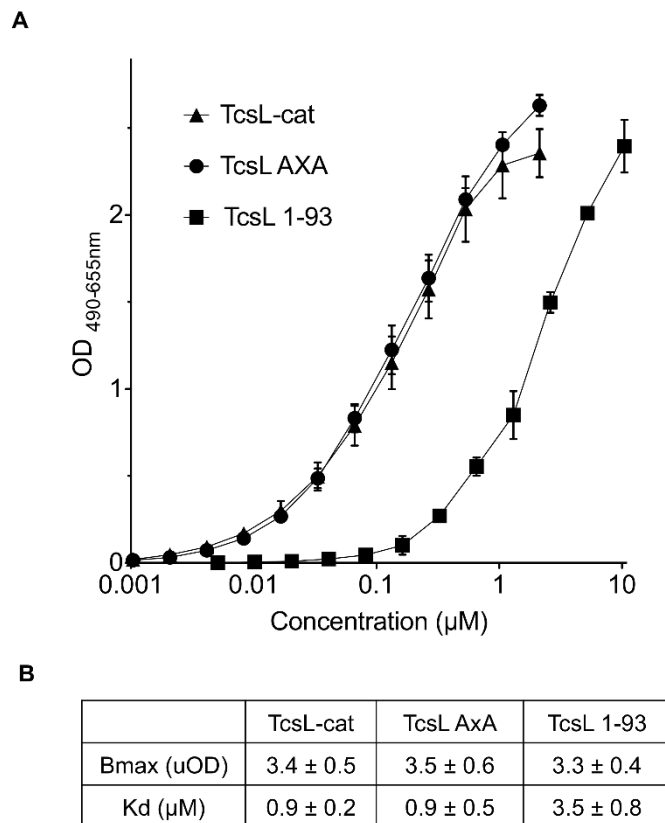 A
TcsL-cat
TcsL AXA
TcsL 1-93
OD 490-655nm
2
1
0
0.001 0.01 0.1 1 10
Concentration (µM)
B
TcsL-cat TcsL AxA TcsL 1-93
Bmax (uOD) 3.4 ± 0.5 3.5 ± 0.6 3.3 ± 0.4
Kd (µM) 0.9 ± 0.2 0.9 ± 0.5 3.5 ± 0.8